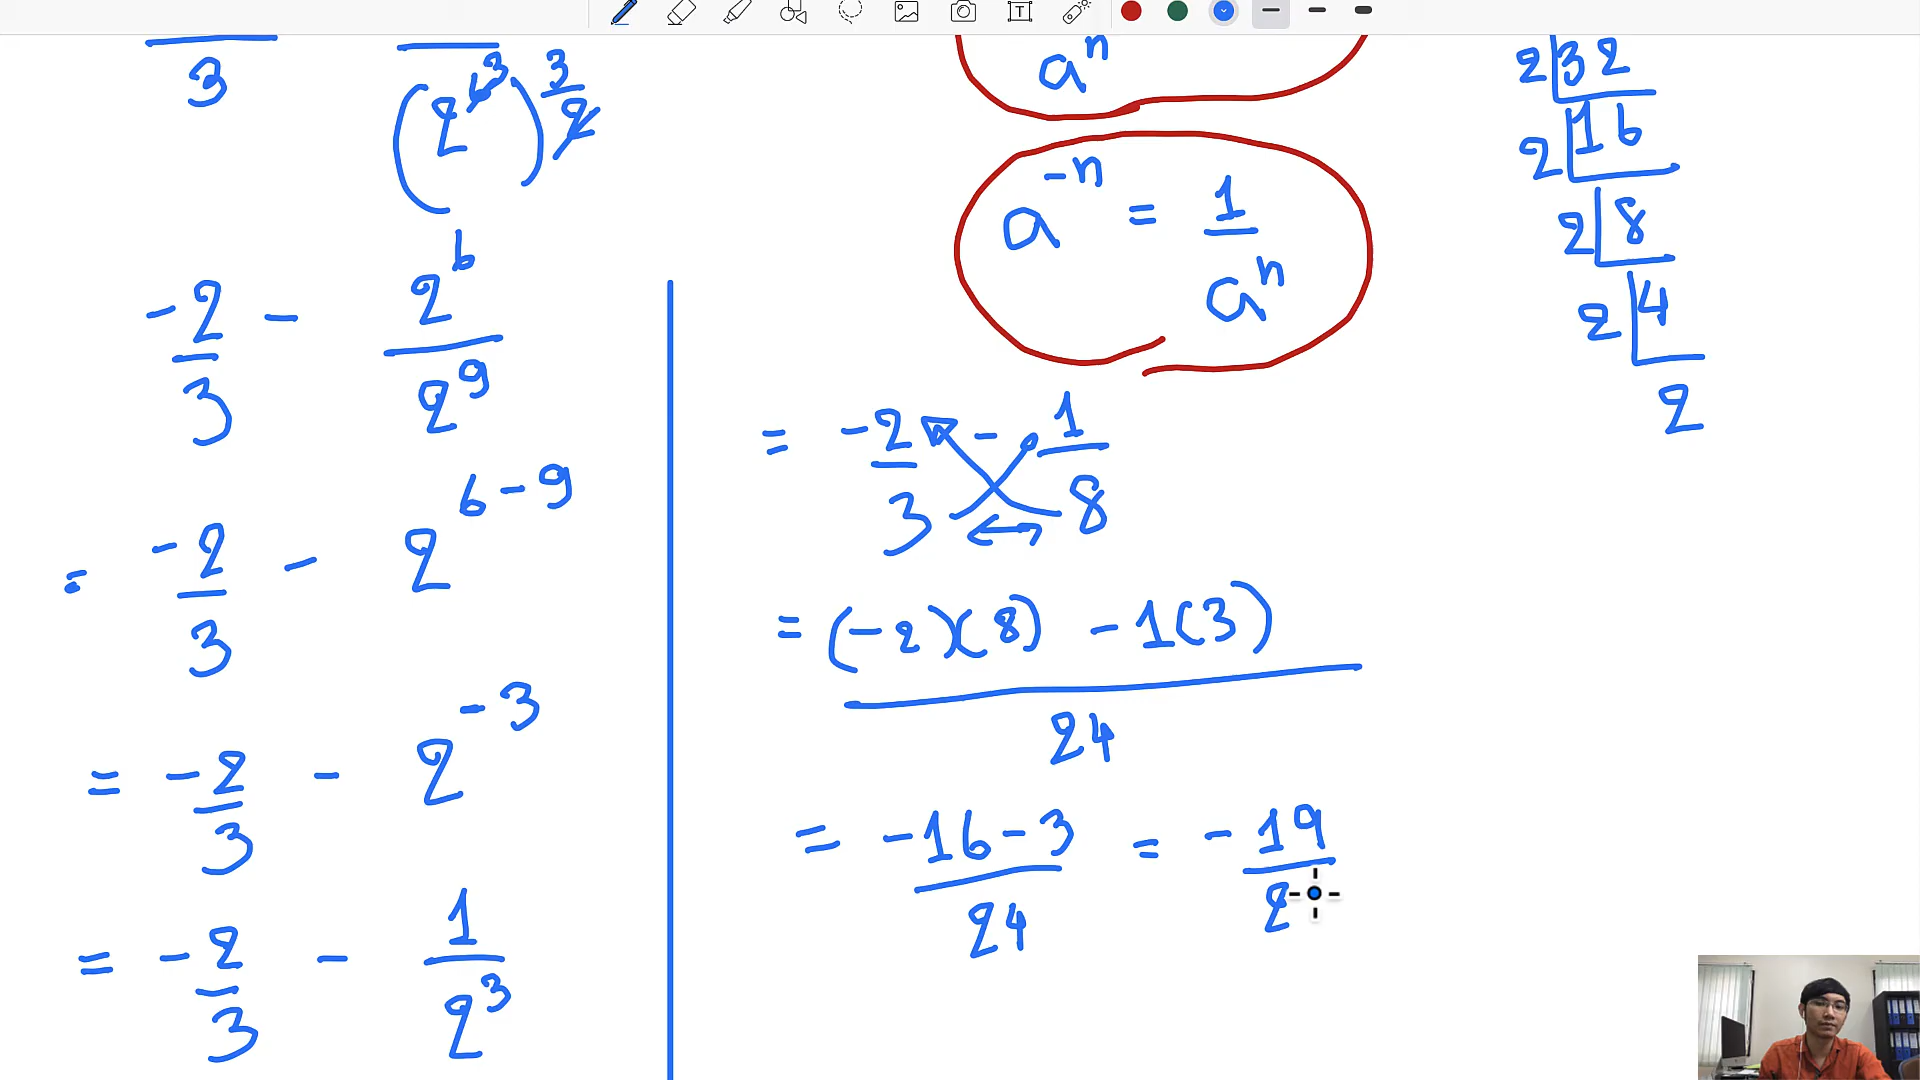 3
(2^6^3)^3/2
-2/3 - 2^6/2^9
= -2/3 - 2^(6-9)
= -2/3 - 2^-3
= -2/3 - 1/2^3
a^n
a^-n = 1/a^n
= -2/3 - 1/8
= (-2)(8) -1(3)
24
= -16-3/24 = -19/2
2 32
2 16
2 8
2 4
2
T